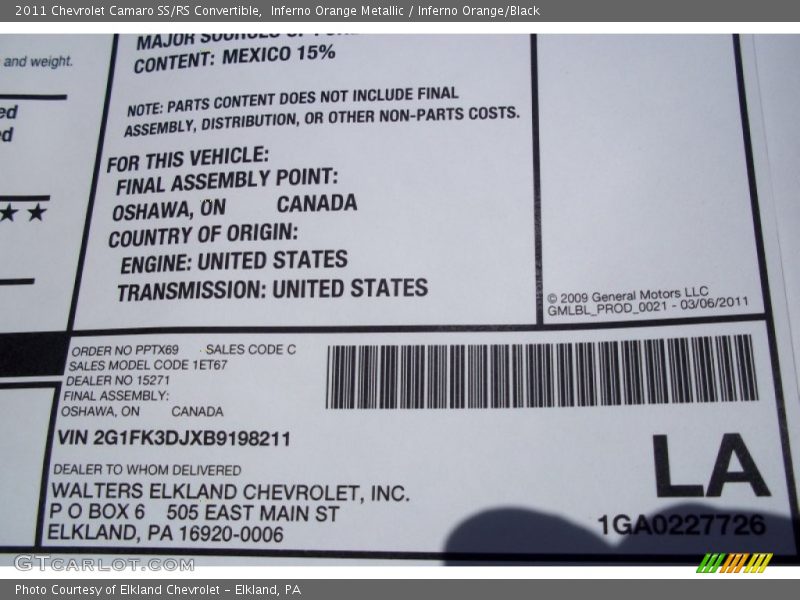 2011 Chevrolet Camaro SS/RS Convertible,  Inferno Orange Metallic / Inferno Orange/Black
and weight.
CONTENT: MEXICO 15%
NOTE: PARTS CONTENT DOES NOT INCLUDE FINAL
ASSEMBLY, DISTRIBUTION, OR OTHER NON-PARTS COSTS.
FOR THIS VEHICLE:
FINAL ASSEMBLY POINT:
OSHAWA, ON CANADA
COUNTRY OF ORIGIN:
ENGINE: UNITED STATES
TRANSMISSION: UNITED STATES
© 2009 General Motors LLC
GMLBL_PROD_0021 - 03/06/2011
ORDER NO PPTX69 SALES CODE C
SALES MODEL CODE 1ET67
DEALER NO 15271
FINAL ASSEMBLY:
OSHAWA, ON CANADA
VIN 2G1FK3DJXB9198211
DEALER TO WHOM DELIVERED
WALTERS ELKLAND CHEVROLET, INC.
P O BOX 6 505 EAST MAIN ST
ELKLAND, PA 16920-0006
LA
1GA0227726
GTcarlot.com
Photo Courtesy of Elkland Chevrolet - Elkland, PA